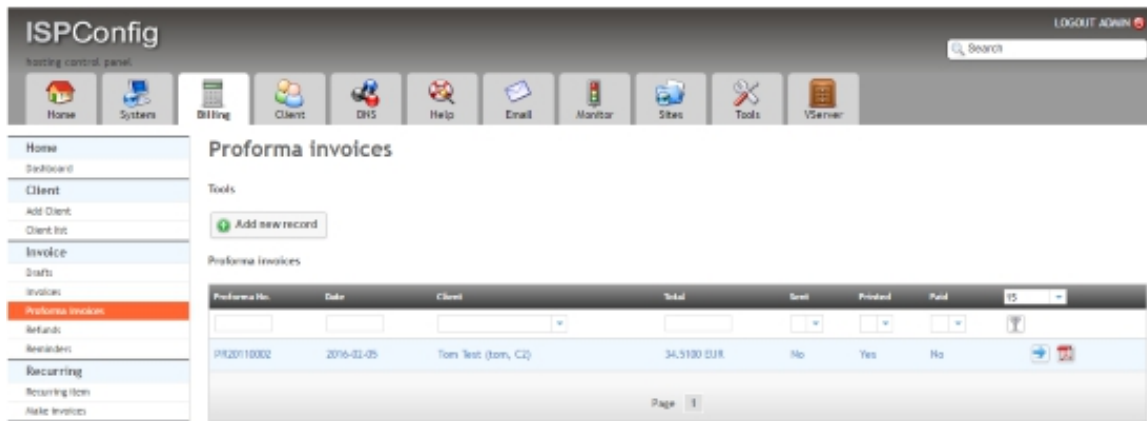 ISPConfig
LOGOUT ADMIN
hosting control panel
Search
Home System Billing Client DNS Help Email Monitor Sites Tools VServer
Home
Dashboard
Client
Add Client
Client list
Invoice
Drafts
Invoices
Proforma invoices
Refunds
Reminders
Recurring
Recurring item
Make invoices
Proforma invoices
Tools
Add new record
Proforma invoices
Proforma No. Date Client Total Sent Printed Paid 15
PR20110002 2016-02-05 Tom Test (tom, C2) 34.5100 EUR No Yes No
Page 1